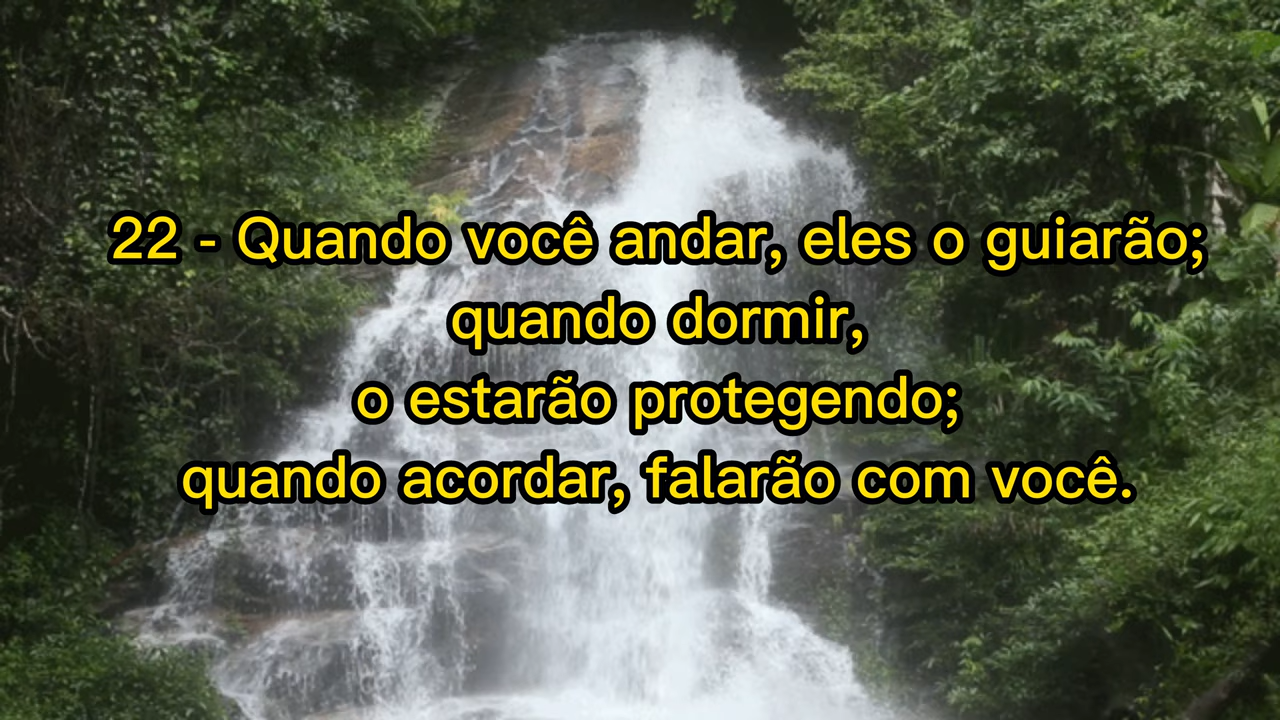 22 - Quando você andar, eles o guiarão;
quando dormir,
o estarão protegendo;
quando acordar, falarão com você.